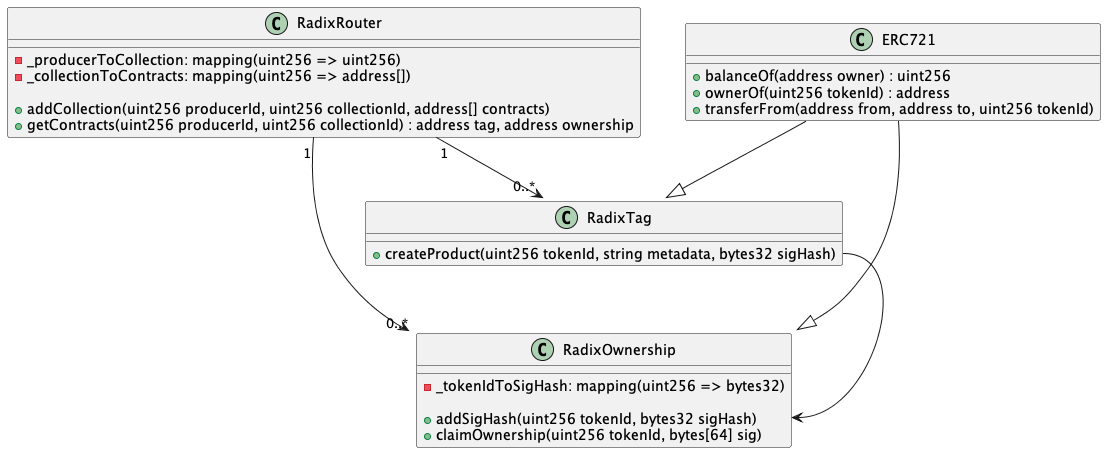 C RadixRouter
_producerToCollection: mapping(uint256 => uint256)
_collectionToContracts: mapping(uint256 => address[])
addCollection(uint256 producerId, uint256 collectionId, address[] contracts)
getContracts(uint256 producerId, uint256 collectionId) : address tag, address ownership
C ERC721
balanceOf(address owner) : uint256
ownerOf(uint256 tokenId) : address
transferFrom(address from, address to, uint256 tokenId)
1
1
0..*
C RadixTag
createProduct(uint256 tokenId, string metadata, bytes32 sigHash)
0..*
C RadixOwnership
_tokenIdToSigHash: mapping(uint256 => bytes32)
addSigHash(uint256 tokenId, bytes32 sigHash)
claimOwnership(uint256 tokenId, bytes[64] sig)